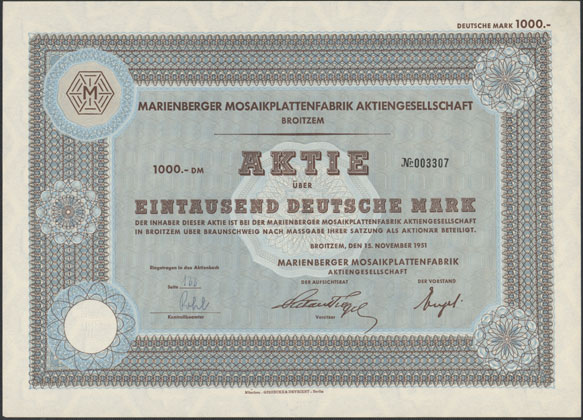 DEUTSCHE MARK 1000.-
M
MARIENBERGER MOSAIKPLATTENFABRIK AKTIENGESELLSCHAFT
BROITZEM
1000.- DM
AKTIE
№ 003307
ÜBER
EINTAUSEND DEUTSCHE MARK
DER INHABER DIESER AKTIE IST BEI DER MARIENBERGER MOSAIKPLATTENFABRIK AKTIENGESELLSCHAFT
IN BROITZEM ÜBER BRAUNSCHWEIG NACH MASSGABE IHRER SATZUNG ALS AKTIONÄR BETEILIGT.
BROITZEM, DEN 15. NOVEMBER 1951
MARIENBERGER MOSAIKPLATTENFABRIK
AKTIENGESELLSCHAFT
Eingetragen in das Aktienbuch
DER AUFSICHTSRAT
DER VORSTAND
Seite
Kontrollbeamter
Vorsitzer